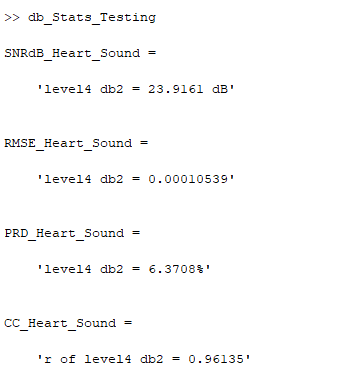 >> db_Stats_Testing
SNRdB_Heart_Sound =
'level4 db2 = 23.9161 dB'
RMSE_Heart_Sound =
'level4 db2 = 0.00010539'
PRD_Heart_Sound =
'level4 db2 = 6.3708%'
CC_Heart_Sound =
'r of level4 db2 = 0.96135'